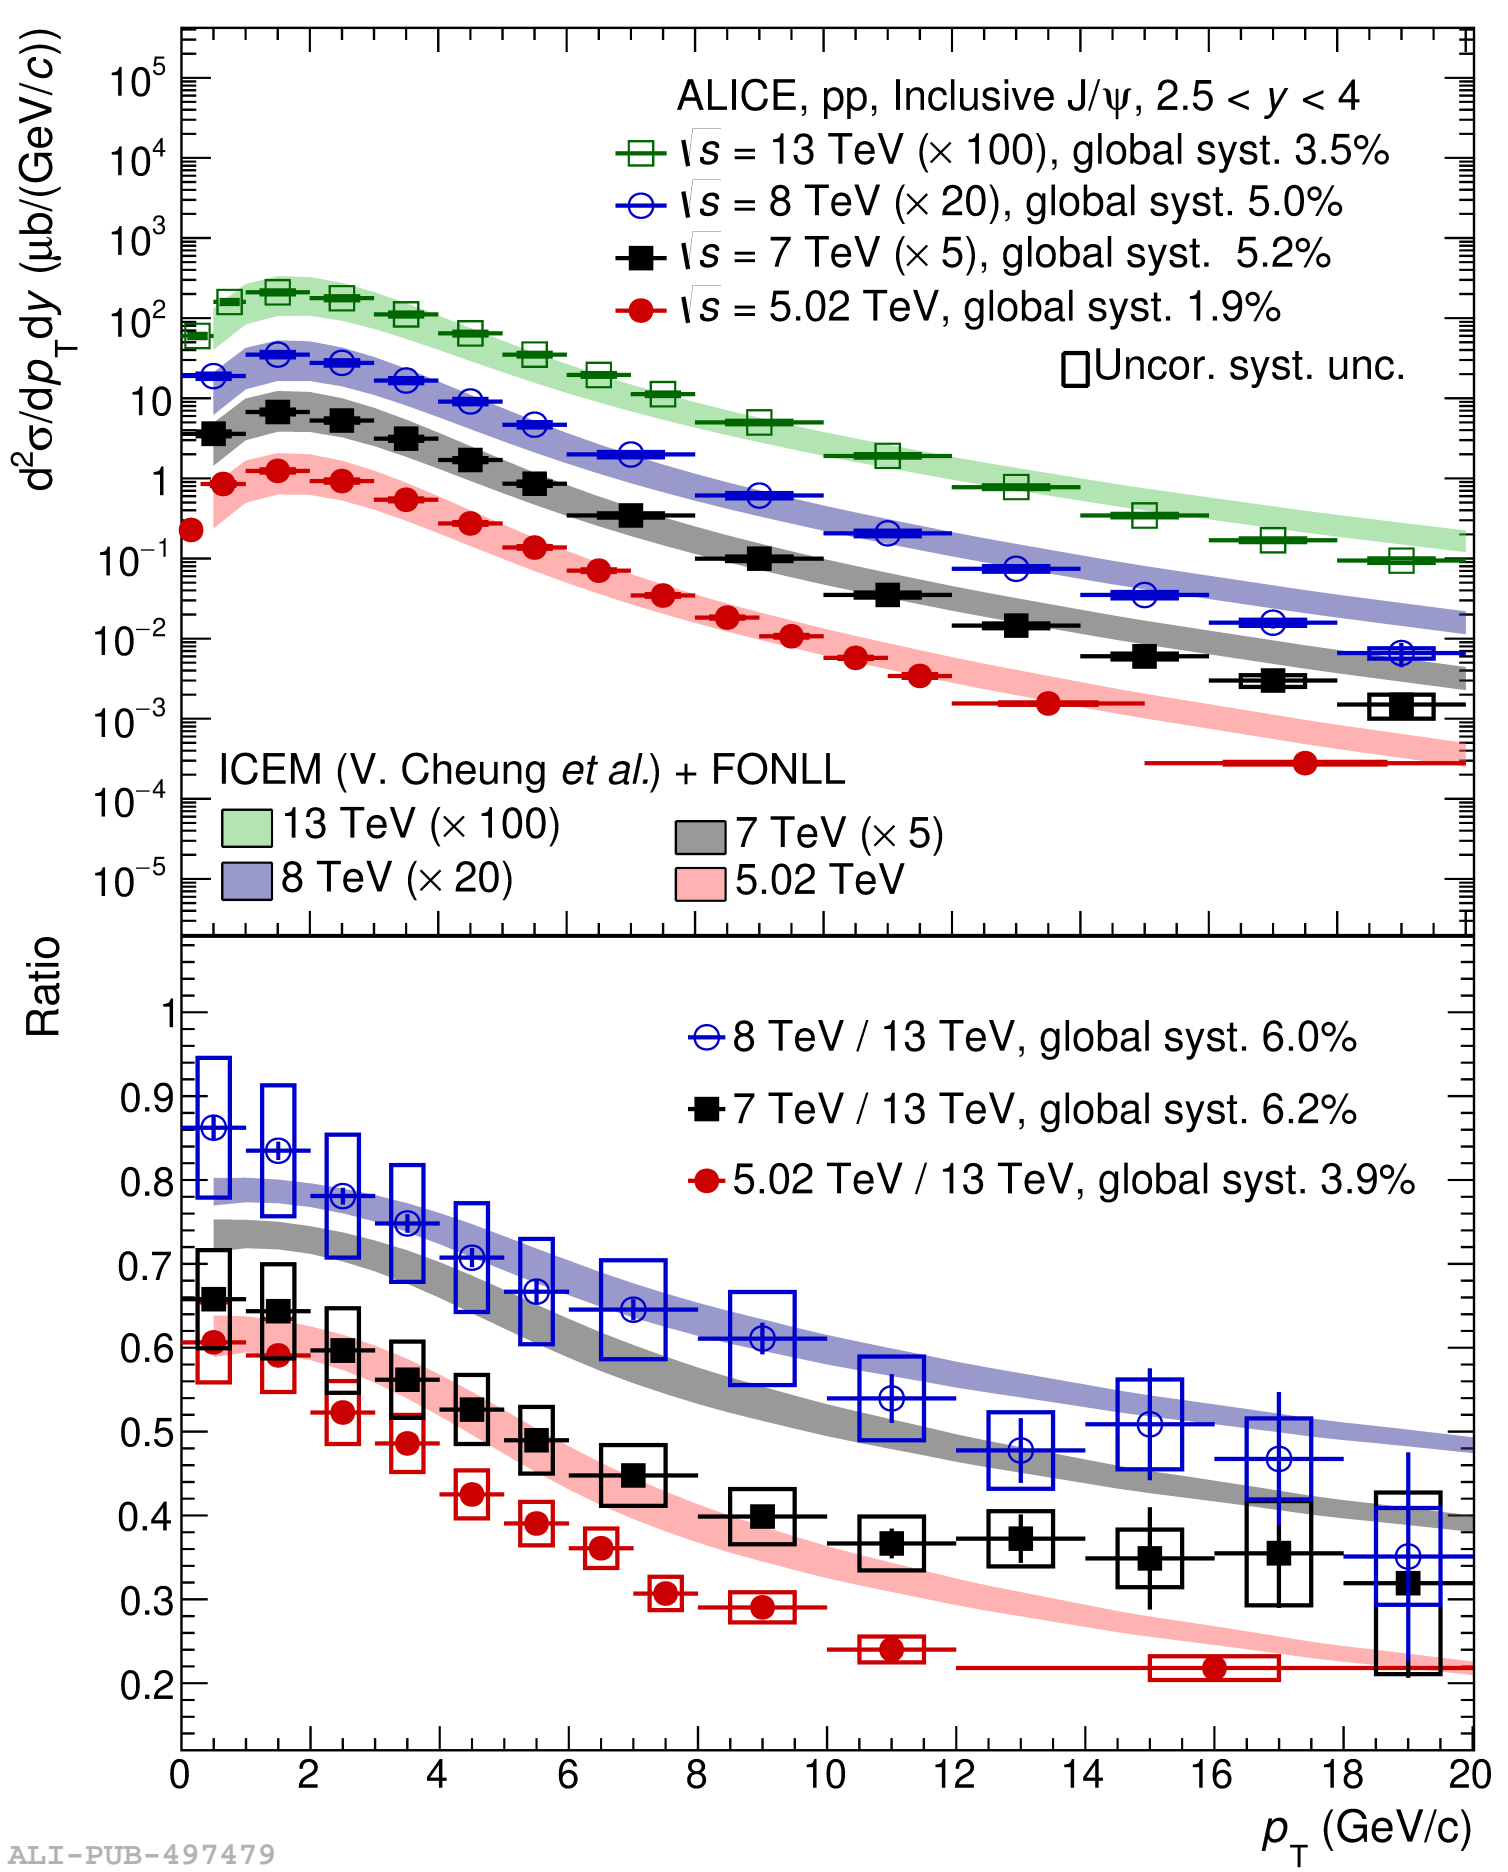 d²σ/dp_T dy (μb/(GeV/c))
10⁵
10⁴
10³
10²
10
1
10⁻¹
10⁻²
10⁻³
10⁻⁴
10⁻⁵
ALICE, pp, Inclusive J/ψ, 2.5 < y < 4
√s = 13 TeV (× 100), global syst. 3.5%
√s = 8 TeV (× 20), global syst. 5.0%
√s = 7 TeV (× 5), global syst. 5.2%
√s = 5.02 TeV, global syst. 1.9%
Uncor. syst. unc.
ICEM (V. Cheung et al.) + FONLL
13 TeV (× 100)
8 TeV (× 20)
7 TeV (× 5)
5.02 TeV
Ratio
1
0.9
0.8
0.7
0.6
0.5
0.4
0.3
0.2
8 TeV / 13 TeV, global syst. 6.0%
7 TeV / 13 TeV, global syst. 6.2%
5.02 TeV / 13 TeV, global syst. 3.9%
0 2 4 6 8 10 12 14 16 18 20
p_T (GeV/c)
ALI-PUB-497479